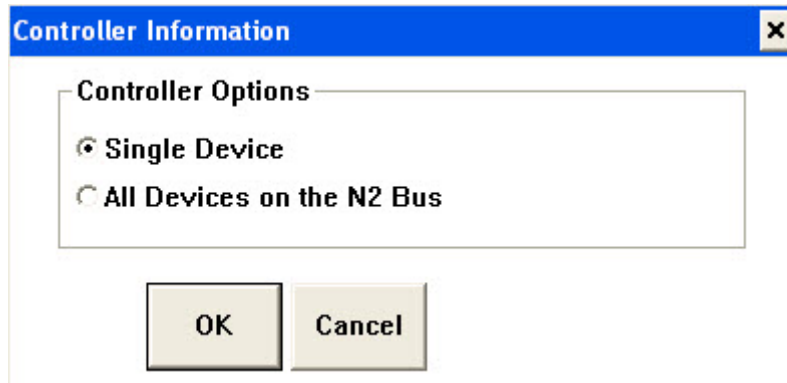 Controller Information
Controller Options
Single Device
All Devices on the N2 Bus
OK Cancel